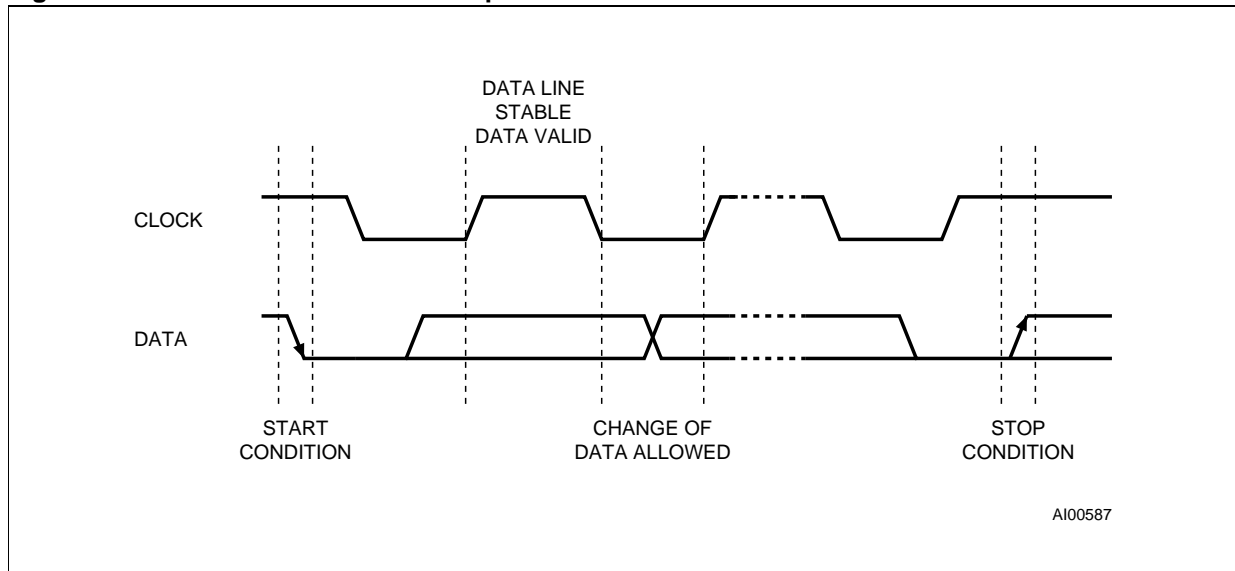 DATA LINE
STABLE
DATA VALID
CLOCK
DATA
START
CONDITION
CHANGE OF
DATA ALLOWED
STOP
CONDITION
AI00587